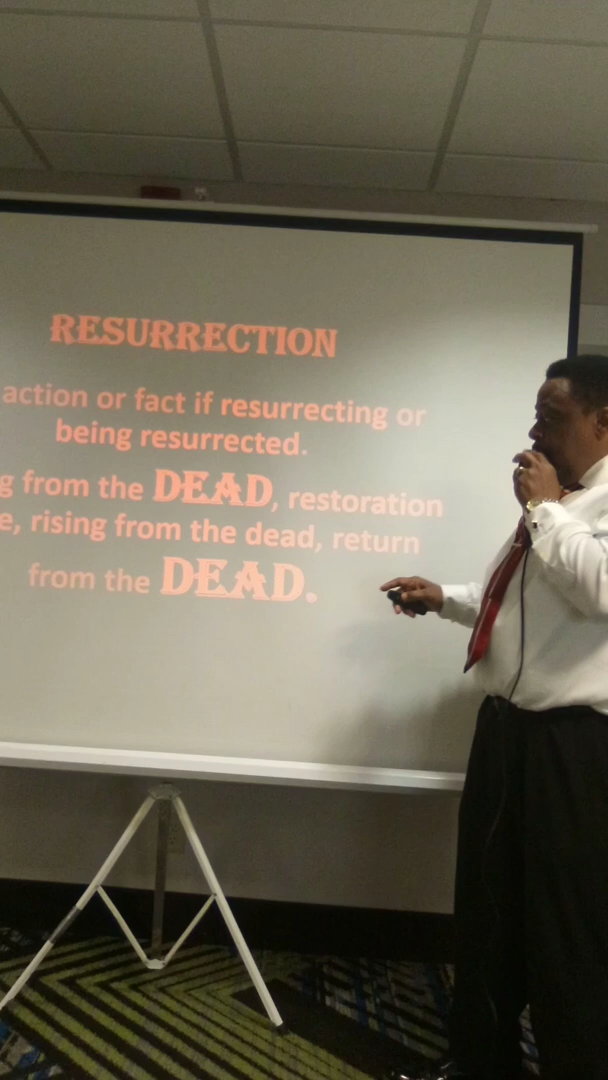 RESURRECTION
action or fact if resurrecting or
being resurrected.
g from the DEAD, restoration
e, rising from the dead, return
from the DEAD.